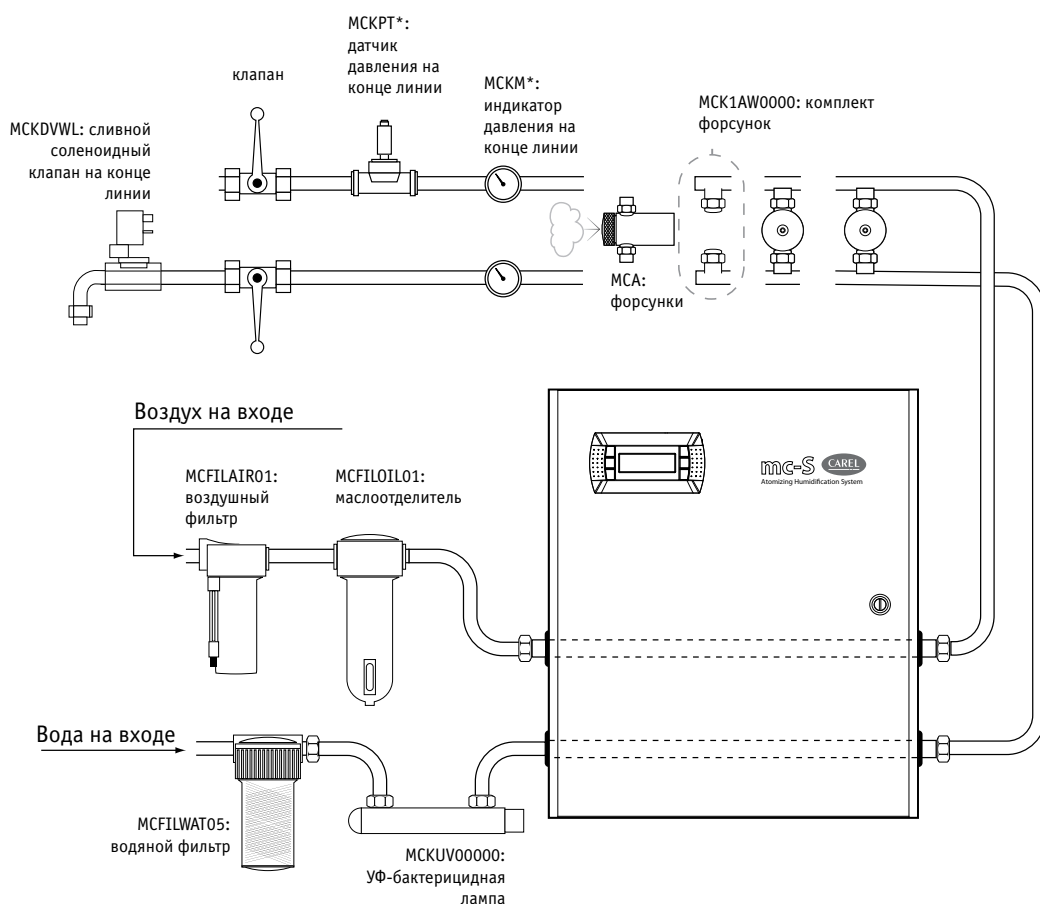 MCKPT*:
датчик
давления на
конце линии
клапан
MCKM*:
индикатор
давления на
конце линии
MCK1AW0000: комплект
форсунок
MCKDVWL: сливной
соленоидный
клапан на конце
линии
MCA:
форсунки
Воздух на входе
MCFILAIR01:
воздушный
фильтр
MCFILOIL01:
маслоотделитель
mc-S CAREL
Atomizing Humidification System
Вода на входе
MCFILWAT05:
водяной фильтр
MCKUV00000:
УФ-бактерицидная
лампа